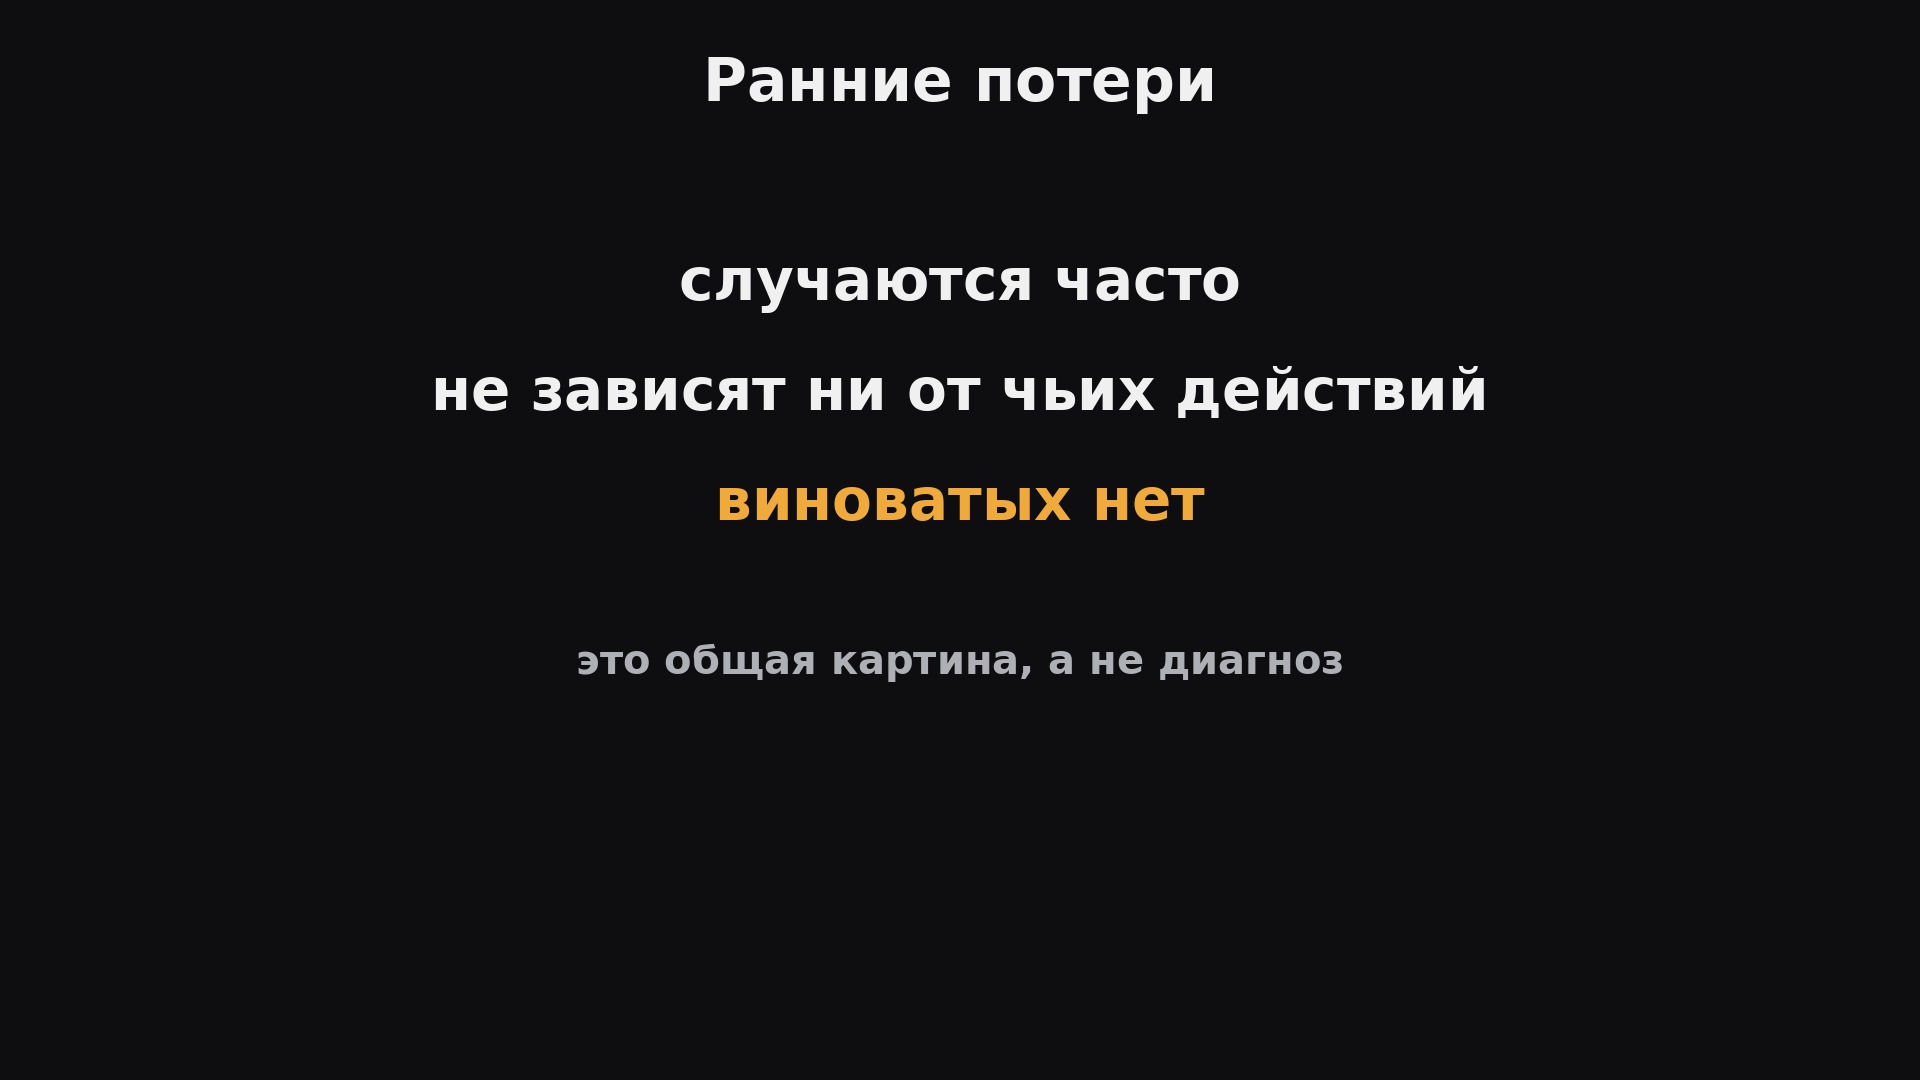 Ранние потери
случаются часто
не зависят ни от чьих действий
виноватых нет
это общая картина, а не диагноз